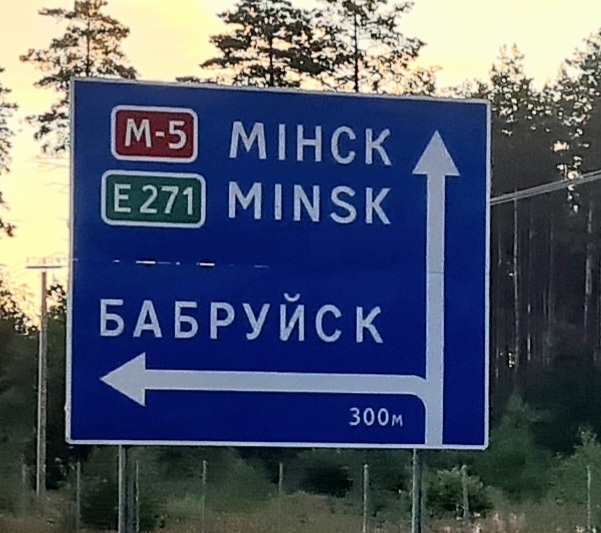 М-5 МІНСК
E 271 MINSK
БАБРУЙСК
300м